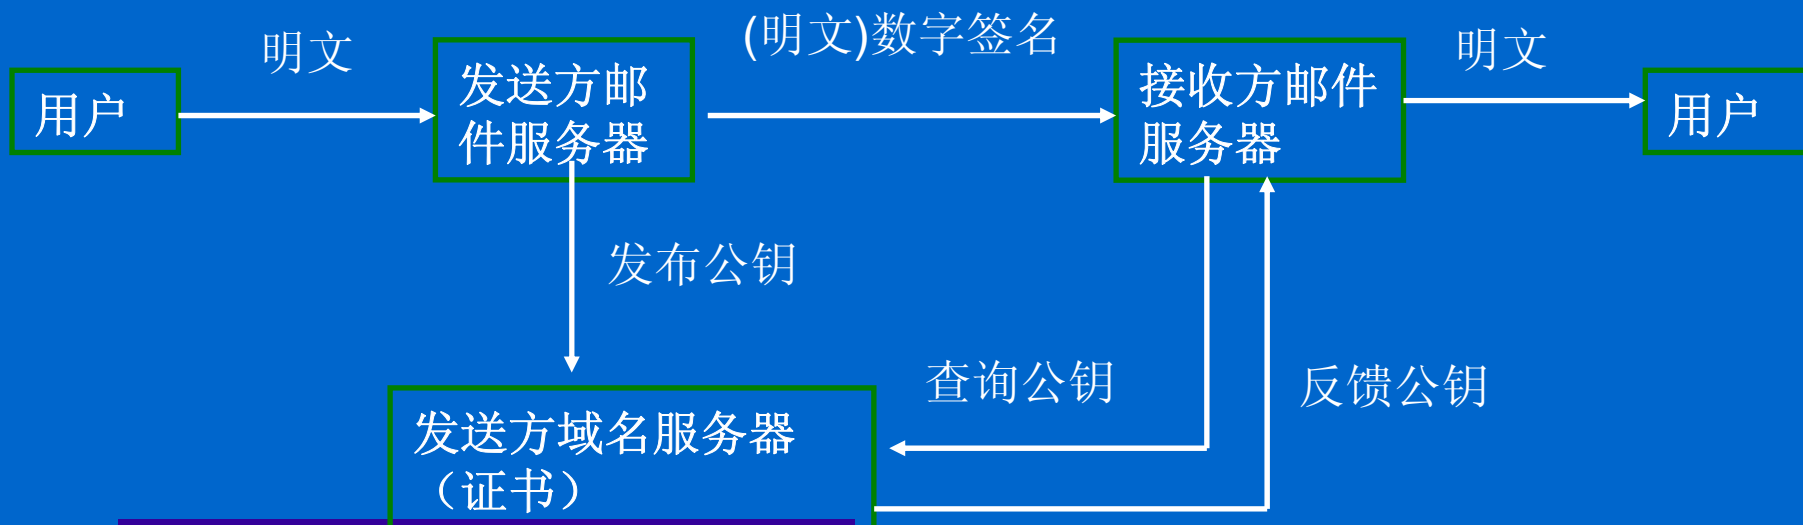 明文
(明文)数字签名
明文
用户
发送方邮
件服务器
接收方邮件
服务器
用户
发布公钥
查询公钥
反馈公钥
发送方域名服务器
（证书）